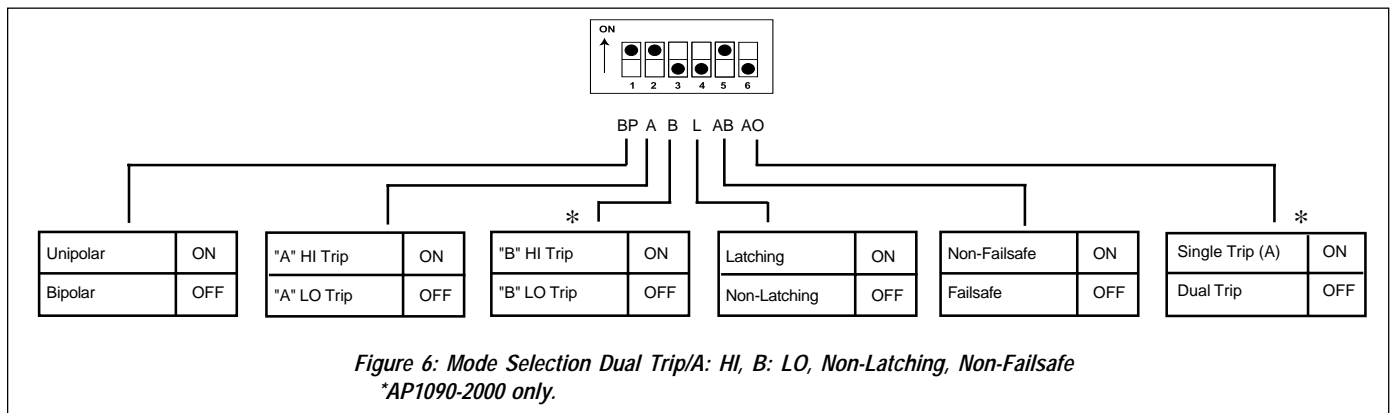 ON
1 2 3 4 5 6
BP A B L AB AO
* *
Unipolar ON
Bipolar OFF
"A" HI Trip ON
"A" LO Trip OFF
"B" HI Trip ON
"B" LO Trip OFF
Latching ON
Non-Latching OFF
Non-Failsafe ON
Failsafe OFF
Single Trip (A) ON
Dual Trip OFF
Figure 6: Mode Selection Dual Trip/A: HI, B: LO, Non-Latching, Non-Failsafe
*AP1090-2000 only.